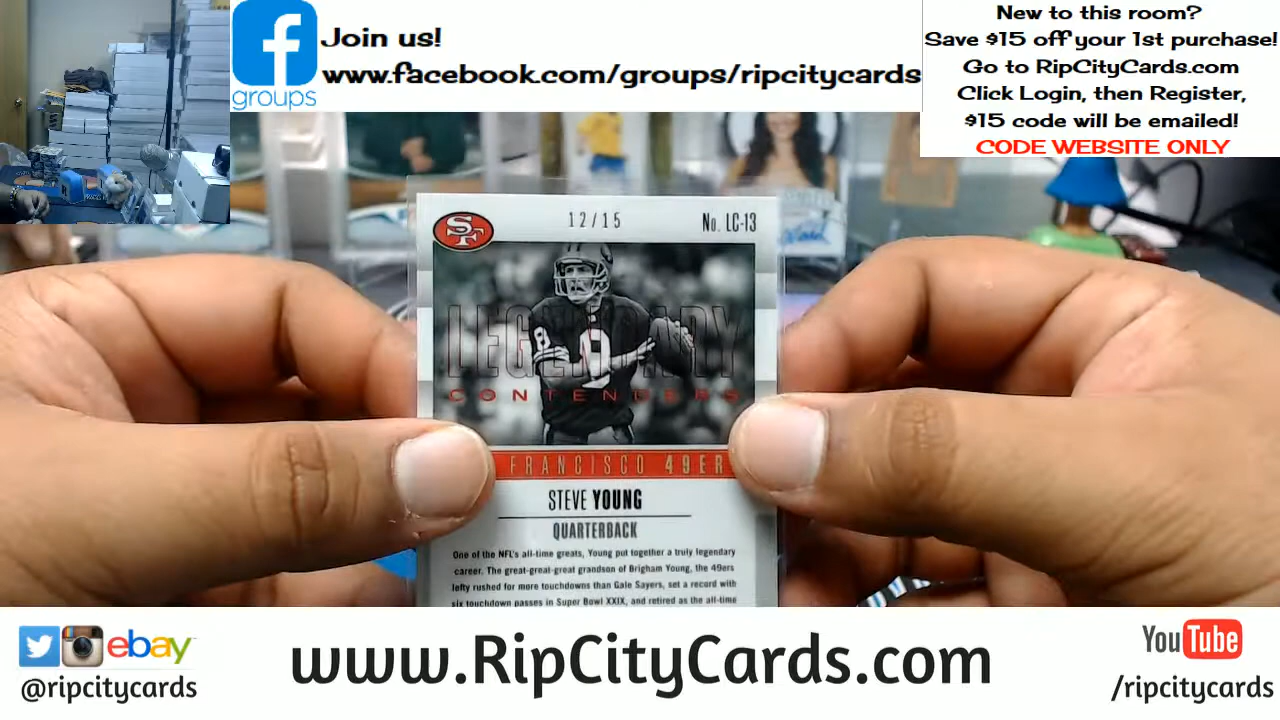 f
groups
Join us!
www.facebook.com/groups/ripcitycards
New to this room?
Save $15 off your 1st purchase!
Go to RipCityCards.com
Click Login, then Register,
$15 code will be emailed!
CODE WEBSITE ONLY
SF
12/15
No. LC-13
LEGENDARY
CONTENDERS
8
FRANCISCO 49ER
STEVE YOUNG
QUARTERBACK
One of the NFL's all-time greats, Young put together a truly legendary
career. The great-great-great grandson of Brigham Young, the 49ers
lefty rushed for more touchdowns than Gale Sayers, set a record with
six touchdown passes in Super Bowl XXIX, and retired as the all-time
ebay
@ripcitycards
www.RipCityCards.com
YouTube
/ripcitycards